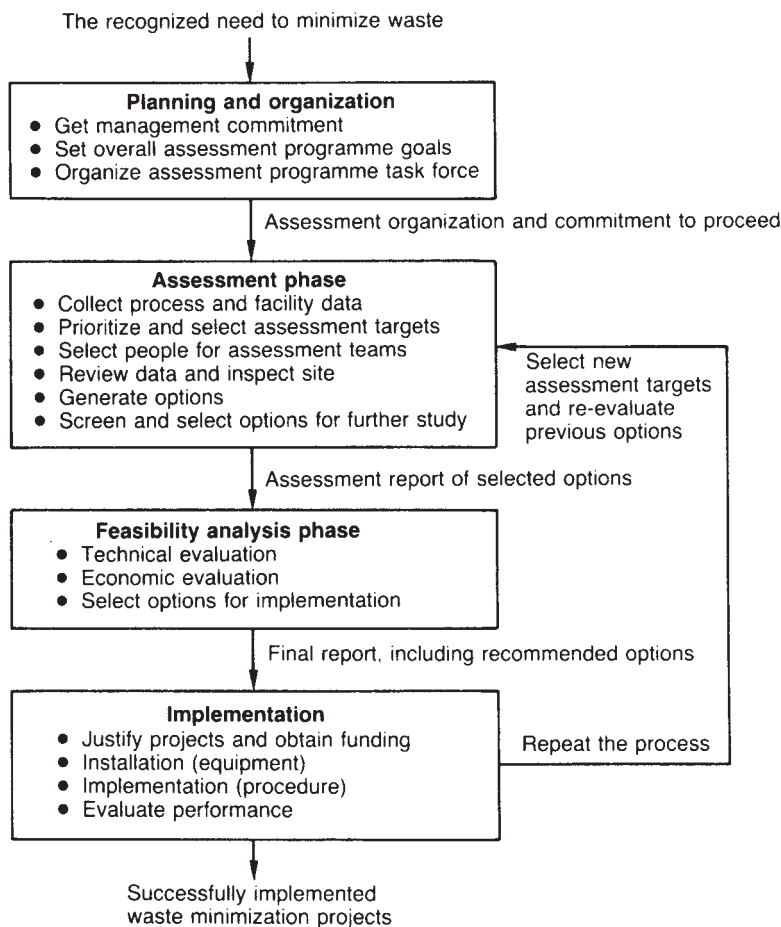 The recognized need to minimize waste
Planning and organization
● Get management commitment
● Set overall assessment programme goals
● Organize assessment programme task force
Assessment organization and commitment to proceed
Assessment phase
● Collect process and facility data
● Prioritize and select assessment targets
● Select people for assessment teams
● Review data and inspect site
● Generate options
● Screen and select options for further study
Select new
assessment targets
and re-evaluate
previous options
Assessment report of selected options
Feasibility analysis phase
● Technical evaluation
● Economic evaluation
● Select options for implementation
Final report, including recommended options
Implementation
● Justify projects and obtain funding
● Installation (equipment)
● Implementation (procedure)
● Evaluate performance
Repeat the process
Successfully implemented
waste minimization projects